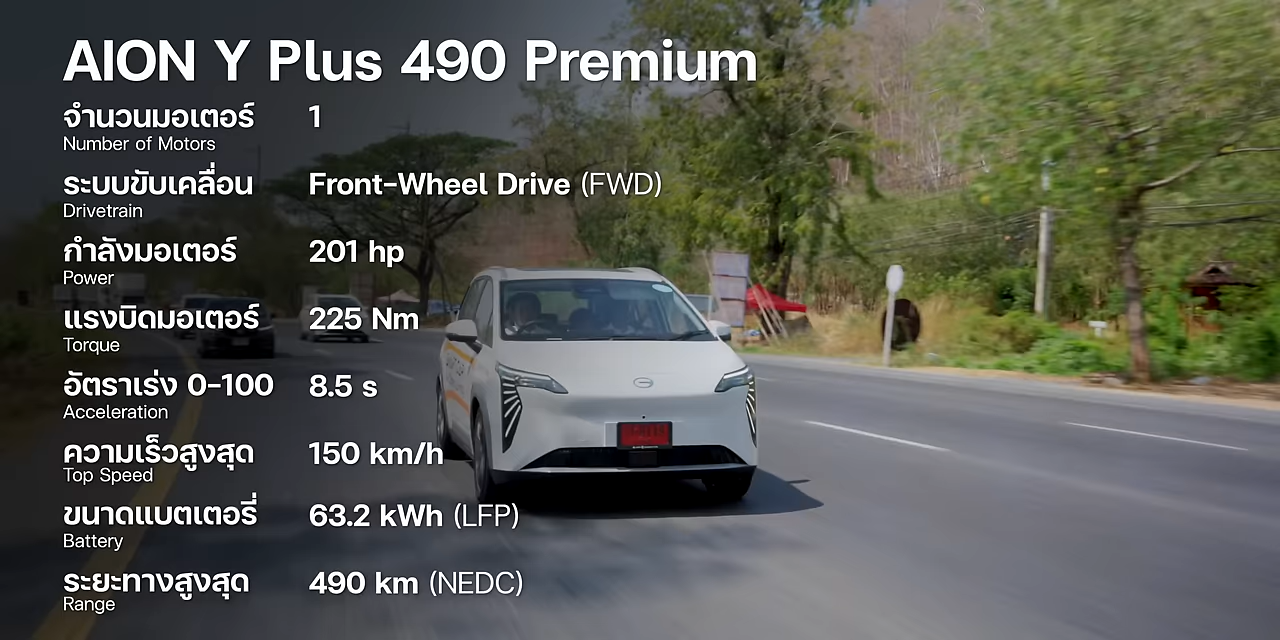 AION Y Plus 490 Premium
จำนวนมอเตอร์ 1
Number of Motors
ระบบขับเคลื่อน Front-Wheel Drive (FWD)
Drivetrain
กำลังมอเตอร์ 201 hp
Power
แรงบิดมอเตอร์ 225 Nm
Torque
อัตราเร่ง 0-100 8.5 s
Acceleration
ความเร็วสูงสุด 150 km/h
Top Speed
ขนาดแบตเตอรี่ 63.2 kWh (LFP)
Battery
ระยะทางสูงสุด 490 km (NEDC)
Range